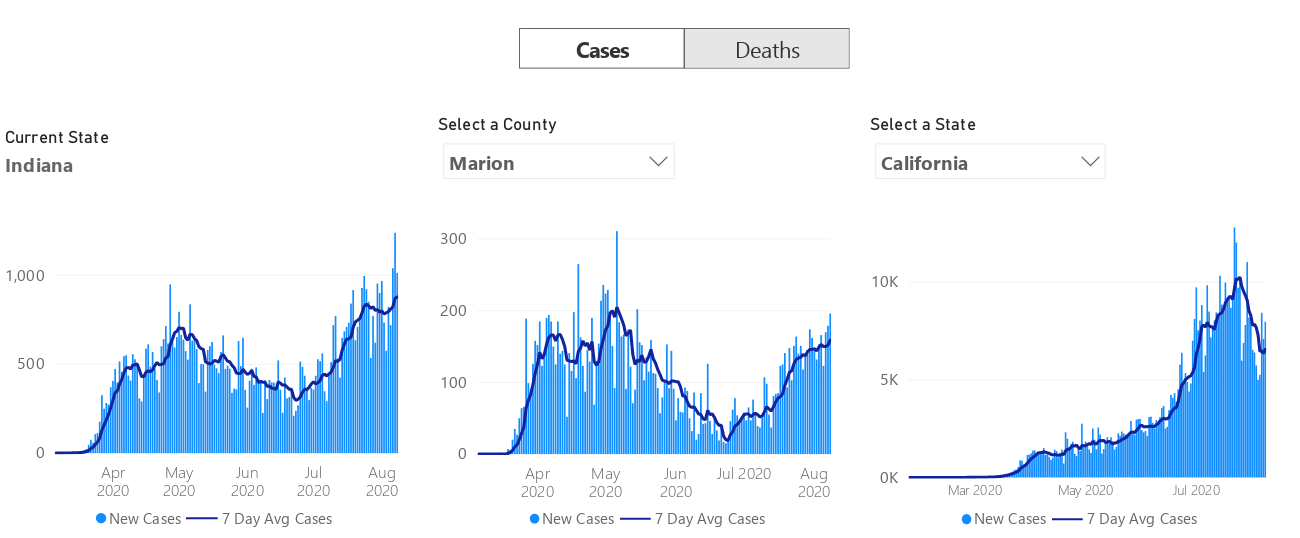 Cases Deaths
Current State
Indiana
Select a County
Marion
Select a State
California
1,000
500
0
Apr 2020
May 2020
Jun 2020
Jul 2020
Aug 2020
New Cases 7 Day Avg Cases
300
200
100
0
Apr 2020
May 2020
Jun 2020
Jul 2020
Aug 2020
New Cases 7 Day Avg Cases
10K
5K
0K
Mar 2020 May 2020 Jul 2020
New Cases 7 Day Avg Cases